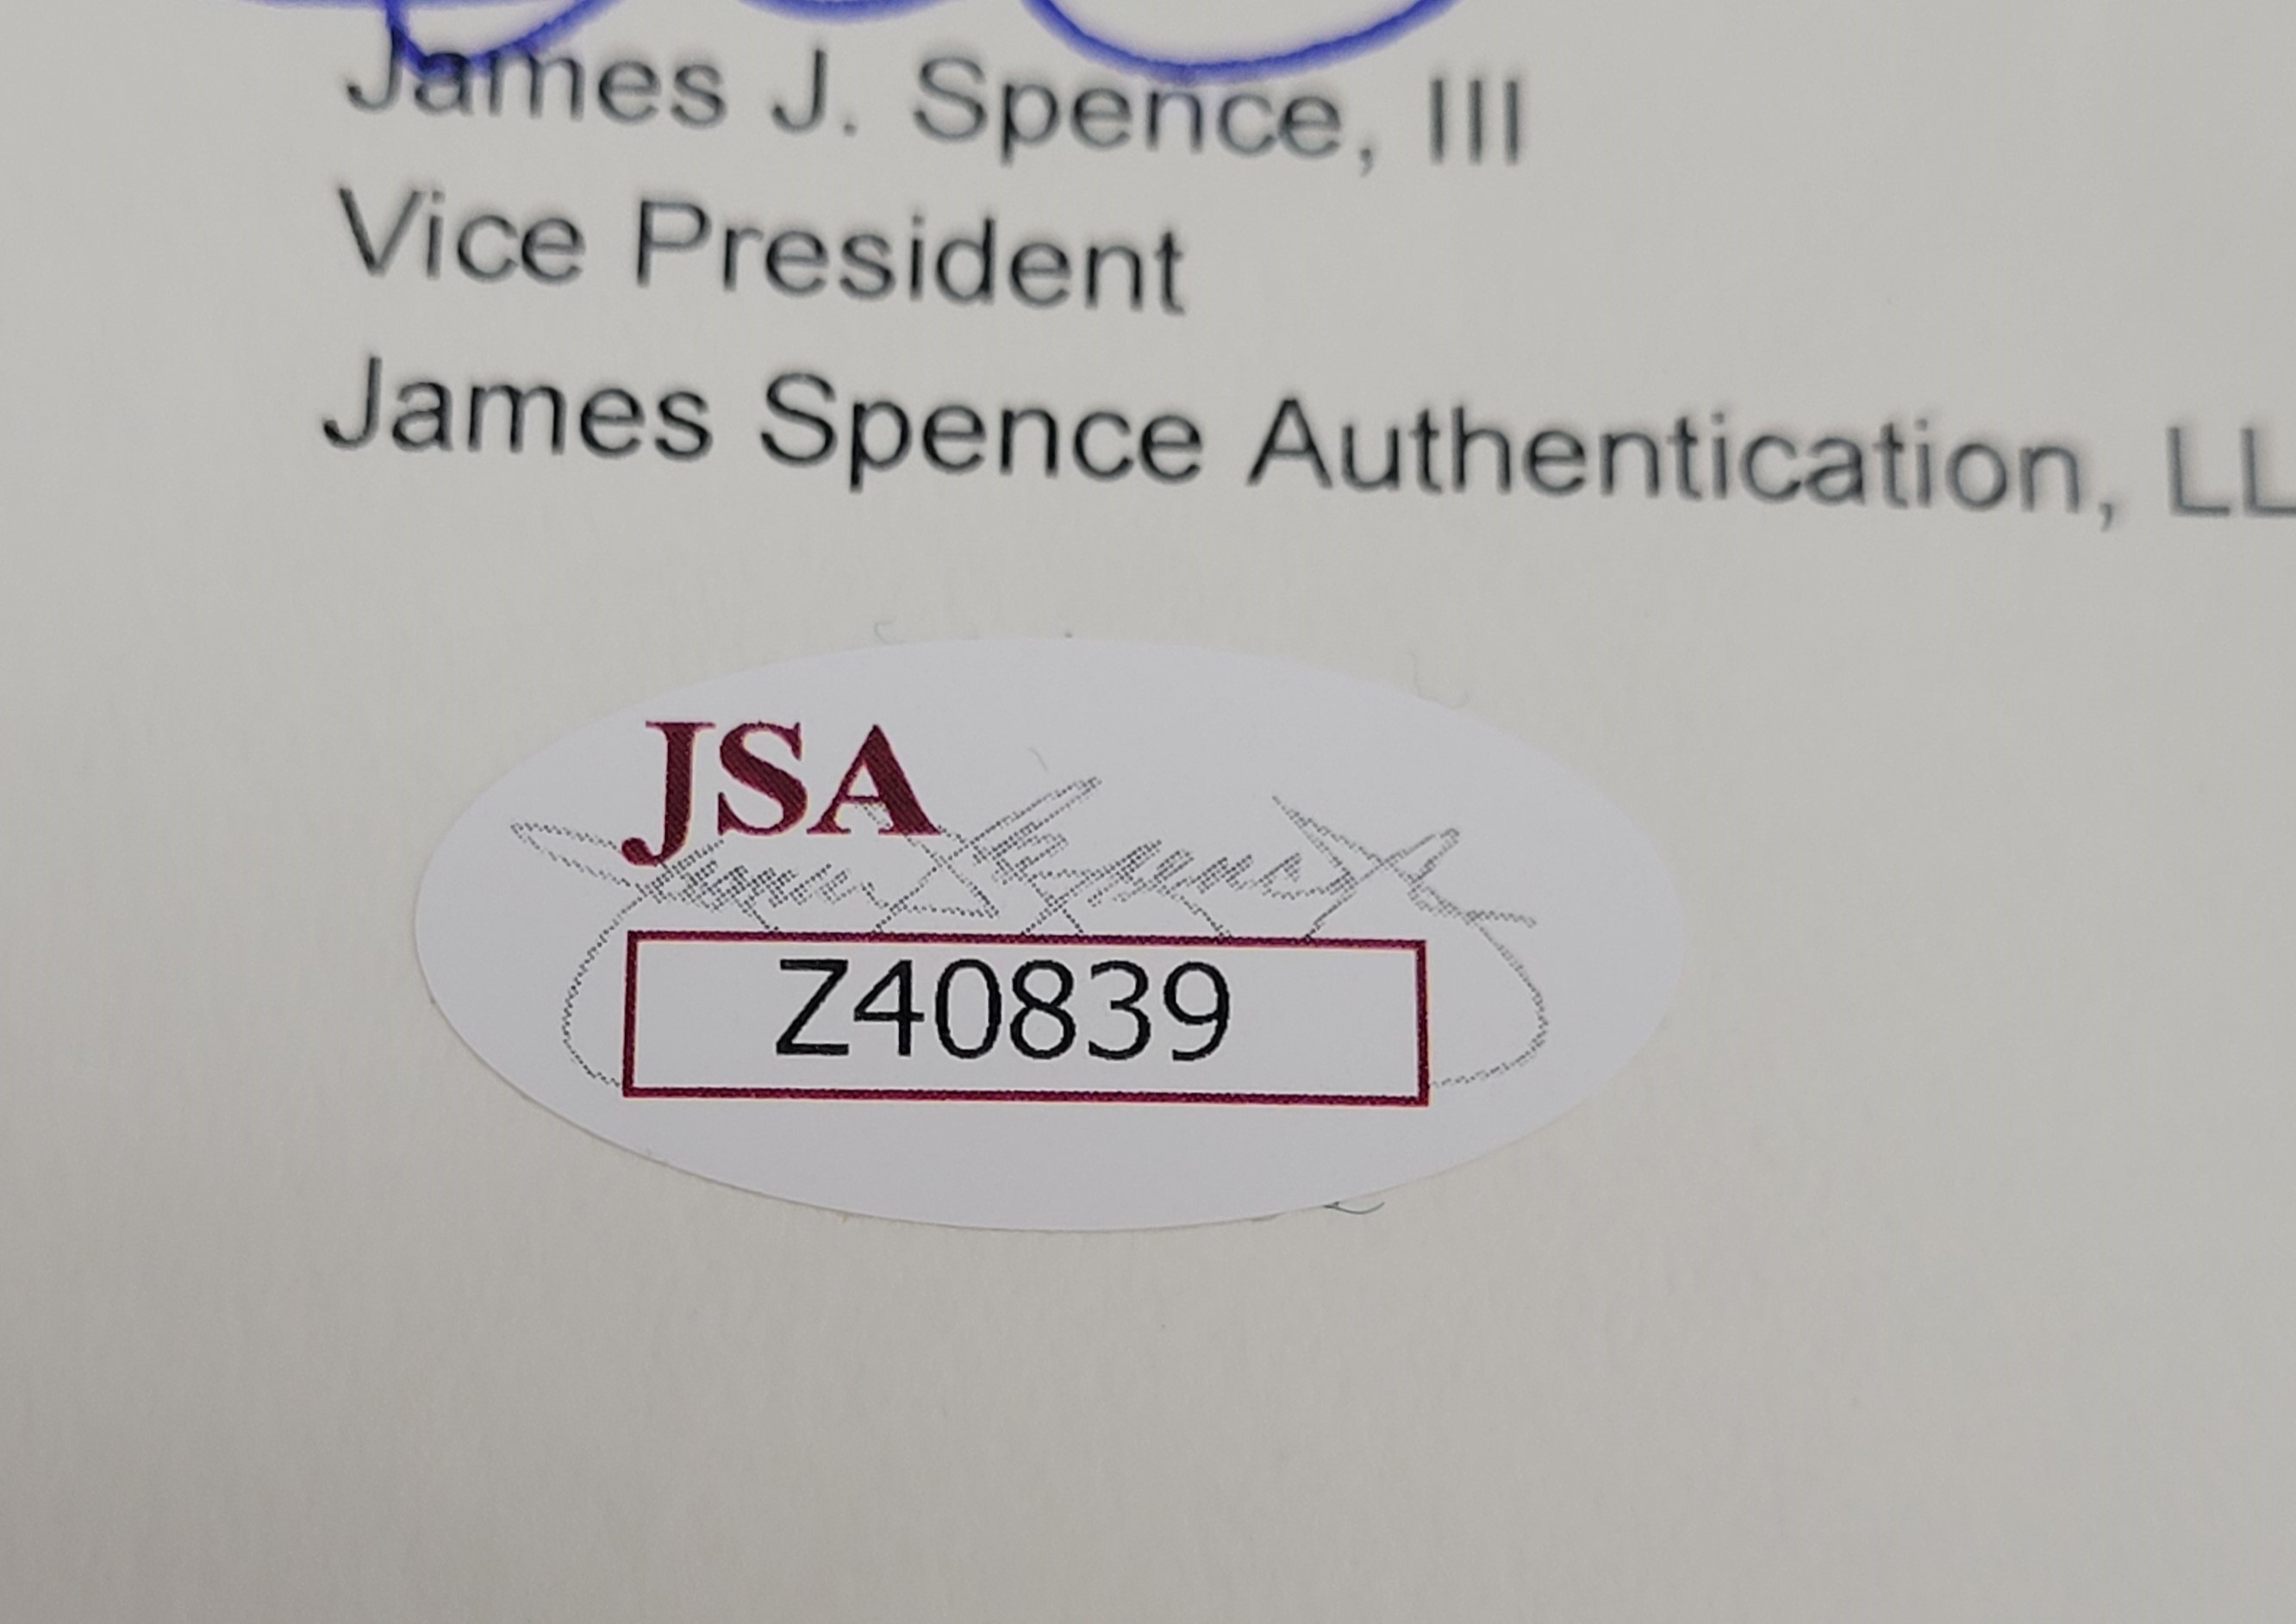 James J. Spence, III
Vice President
James Spence Authentication, LL
JSA
Z40839